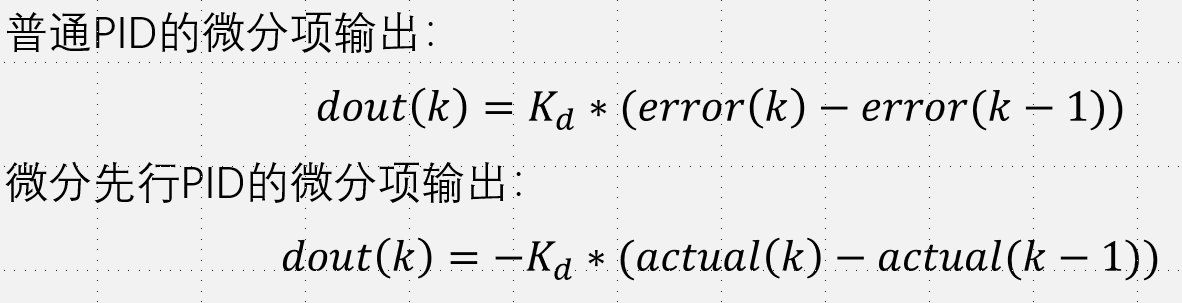 普通PID的微分项输出：
dout(k) = K_d * (error(k) − error(k − 1))
微分先行PID的微分项输出：
dout(k) = −K_d * (actual(k) − actual(k − 1))